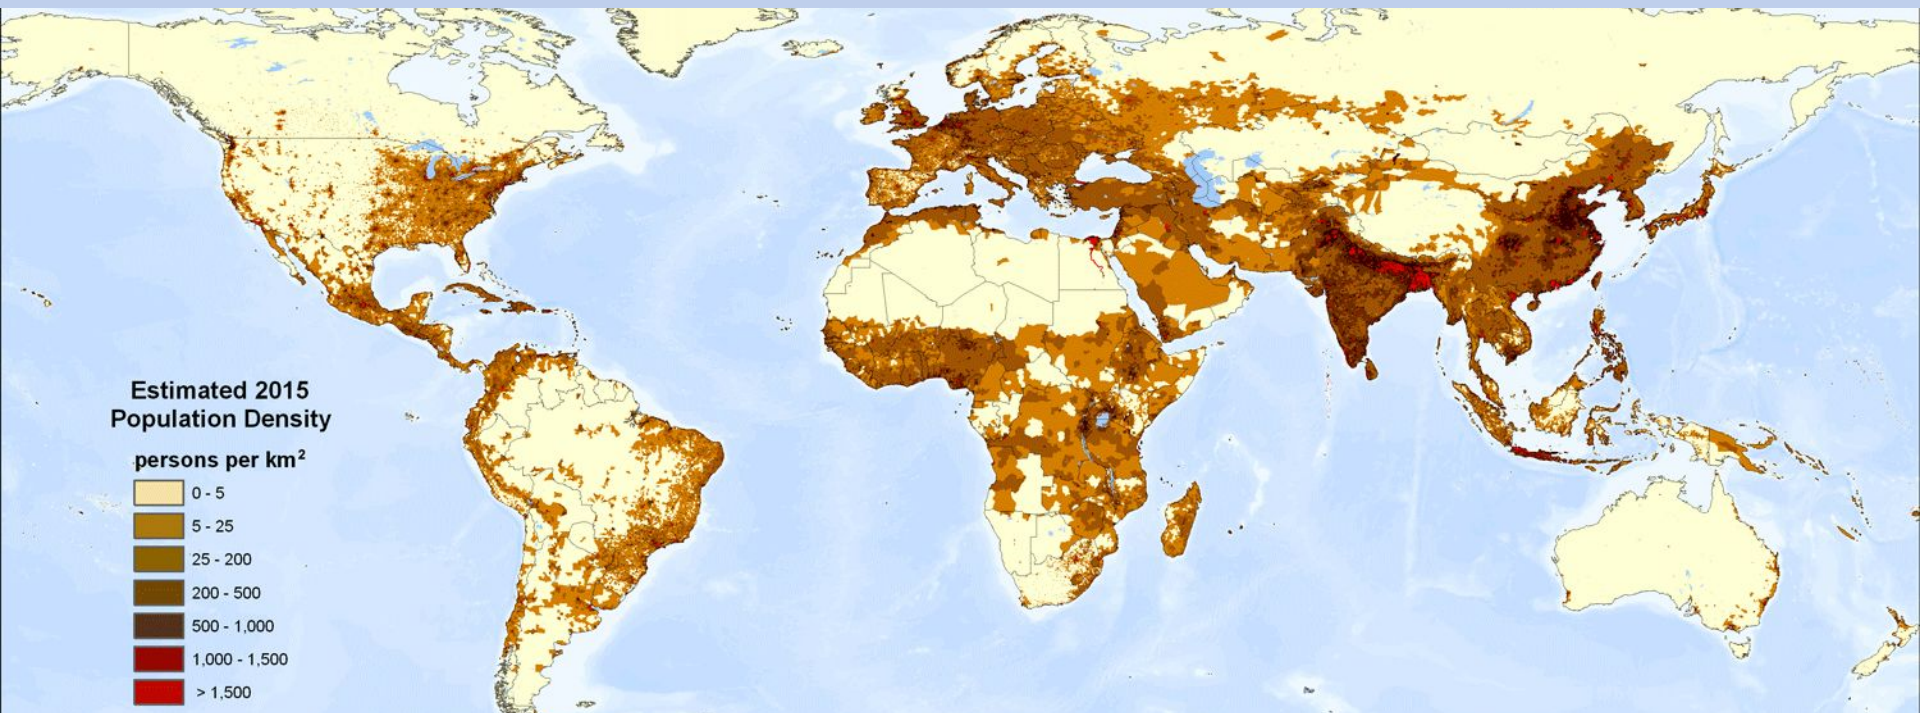 Estimated 2015
Population Density
persons per km²
0 - 5
5 - 25
25 - 200
200 - 500
500 - 1,000
1,000 - 1,500
> 1,500